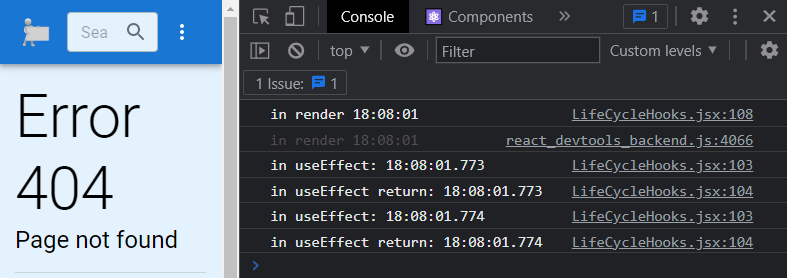 Sea
Error
404
Page not found
Console
Components
1
top
Filter
Custom levels
1 Issue: 1
in render 18:08:01 LifeCycleHooks.jsx:108
in render 18:08:01 react_devtools_backend.js:4066
in useEffect: 18:08:01.773 LifeCycleHooks.jsx:103
in useEffect return: 18:08:01.773 LifeCycleHooks.jsx:104
in useEffect: 18:08:01.774 LifeCycleHooks.jsx:103
in useEffect return: 18:08:01.774 LifeCycleHooks.jsx:104